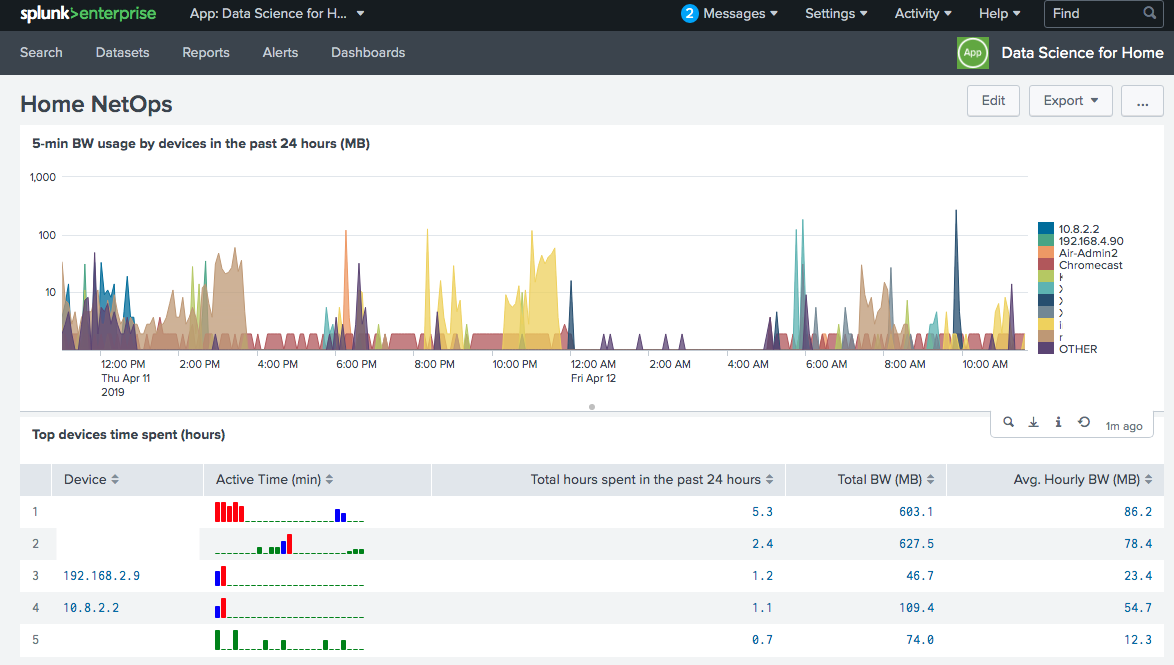 splunk>enterprise App: Data Science for H... 2 Messages Settings Activity Help Find
Search Datasets Reports Alerts Dashboards App Data Science for Home
Home NetOps Edit Export ...
5-min BW usage by devices in the past 24 hours (MB)
1,000
100
10
10.8.2.2
192.168.4.90
Air-Admin2
Chromecast
i
r
OTHER
12:00 PM 2:00 PM 4:00 PM 6:00 PM 8:00 PM 10:00 PM 12:00 AM 2:00 AM 4:00 AM 6:00 AM 8:00 AM 10:00 AM
Thu Apr 11 Fri Apr 12
2019
1m ago
Top devices time spent (hours)
Device Active Time (min) Total hours spent in the past 24 hours Total BW (MB) Avg. Hourly BW (MB)
1 5.3 603.1 86.2
2 2.4 627.5 78.4
3 192.168.2.9 1.2 46.7 23.4
4 10.8.2.2 1.1 109.4 54.7
5 0.7 74.0 12.3